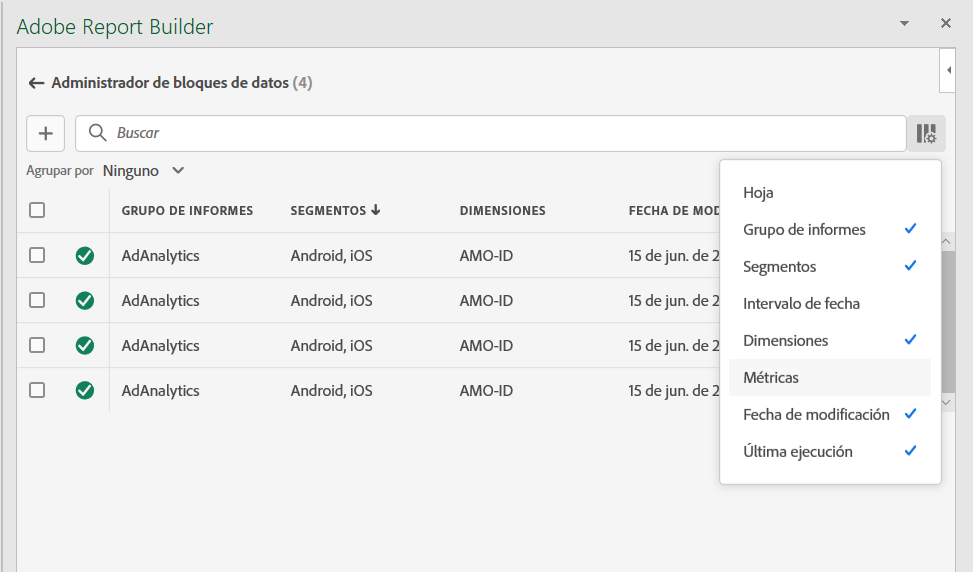 Adobe Report Builder
Administrador de bloques de datos (4)
Buscar
Agrupar por Ninguno
GRUPO DE INFORMES SEGMENTOS DIMENSIONES FECHA DE MOD
AdAnalytics Android, iOS AMO-ID 15 de jun. de 2
AdAnalytics Android, iOS AMO-ID 15 de jun. de 2
AdAnalytics Android, iOS AMO-ID 15 de jun. de 2
AdAnalytics Android, iOS AMO-ID 15 de jun. de 2
Hoja
Grupo de informes
Segmentos
Intervalo de fecha
Dimensiones
Métricas
Fecha de modificación
Última ejecución